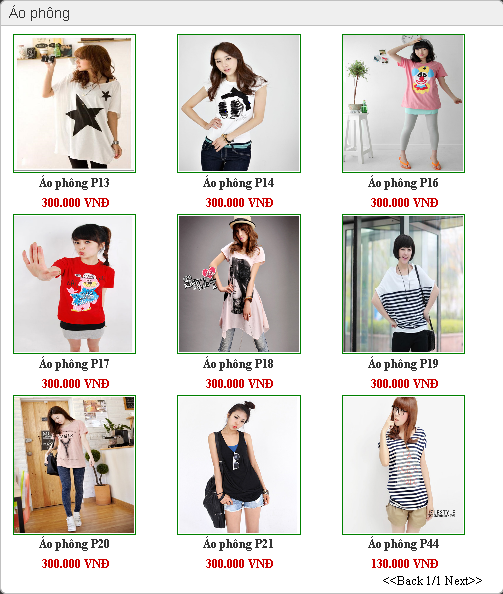 Áo phông
Áo phông P13
Áo phông P14
Áo phông P16
300.000 VNĐ
300.000 VNĐ
300.000 VNĐ
Áo phông P17
Áo phông P18
Áo phông P19
300.000 VNĐ
300.000 VNĐ
300.000 VNĐ
Áo phông P20
Áo phông P21
Áo phông P44
300.000 VNĐ
300.000 VNĐ
130.000 VNĐ
<<Back 1/1 Next>>